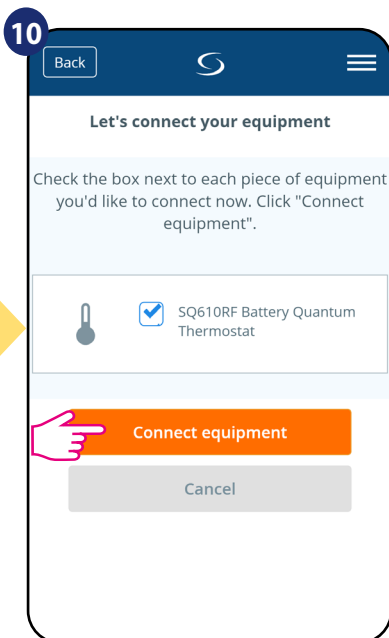 10
Back
Let's connect your equipment
Check the box next to each piece of equipment
you'd like to connect now. Click "Connect
equipment".
SQ610RF Battery Quantum
Thermostat
Connect equipment
Cancel